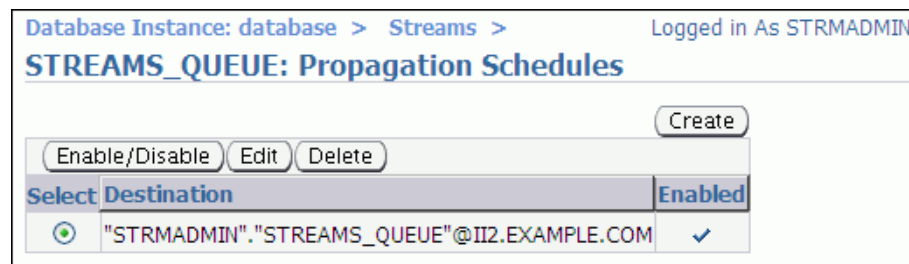 Database Instance: database > Streams > Logged in As STRMADMIN
STREAMS_QUEUE: Propagation Schedules
Create
Enable/Disable Edit Delete
Select Destination Enabled
"STRMADMIN"."STREAMS_QUEUE"@II2.EXAMPLE.COM